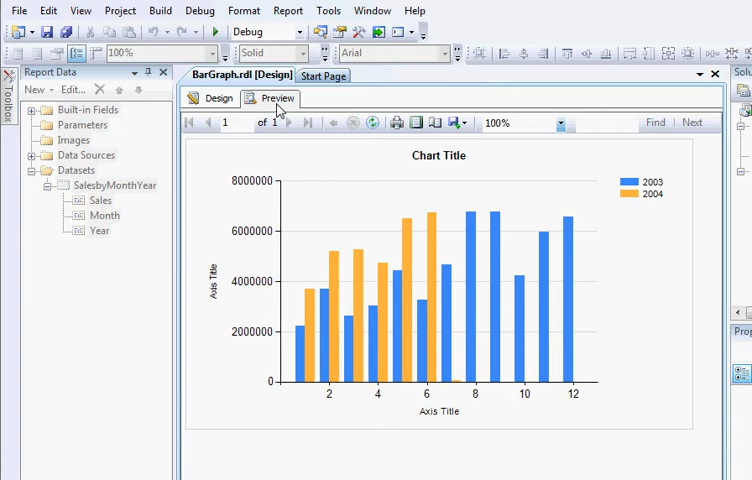 File Edit View Project Build Debug Format Report Tools Window Help
Debug
100% Solid Arial
Report Data
BarGraph.rdl [Design] Start Page
Solu
Toolbox
New Edit...
Design Preview
1 of 1 100% Find Next
Built-in Fields
Parameters
Images
Data Sources
Datasets
SalesbyMonthYear
Sales
Month
Year
Chart Title
2003
2004
8000000
6000000
4000000
2000000
0
Axis Title
2 4 6 8 10 12
Axis Title
Prop